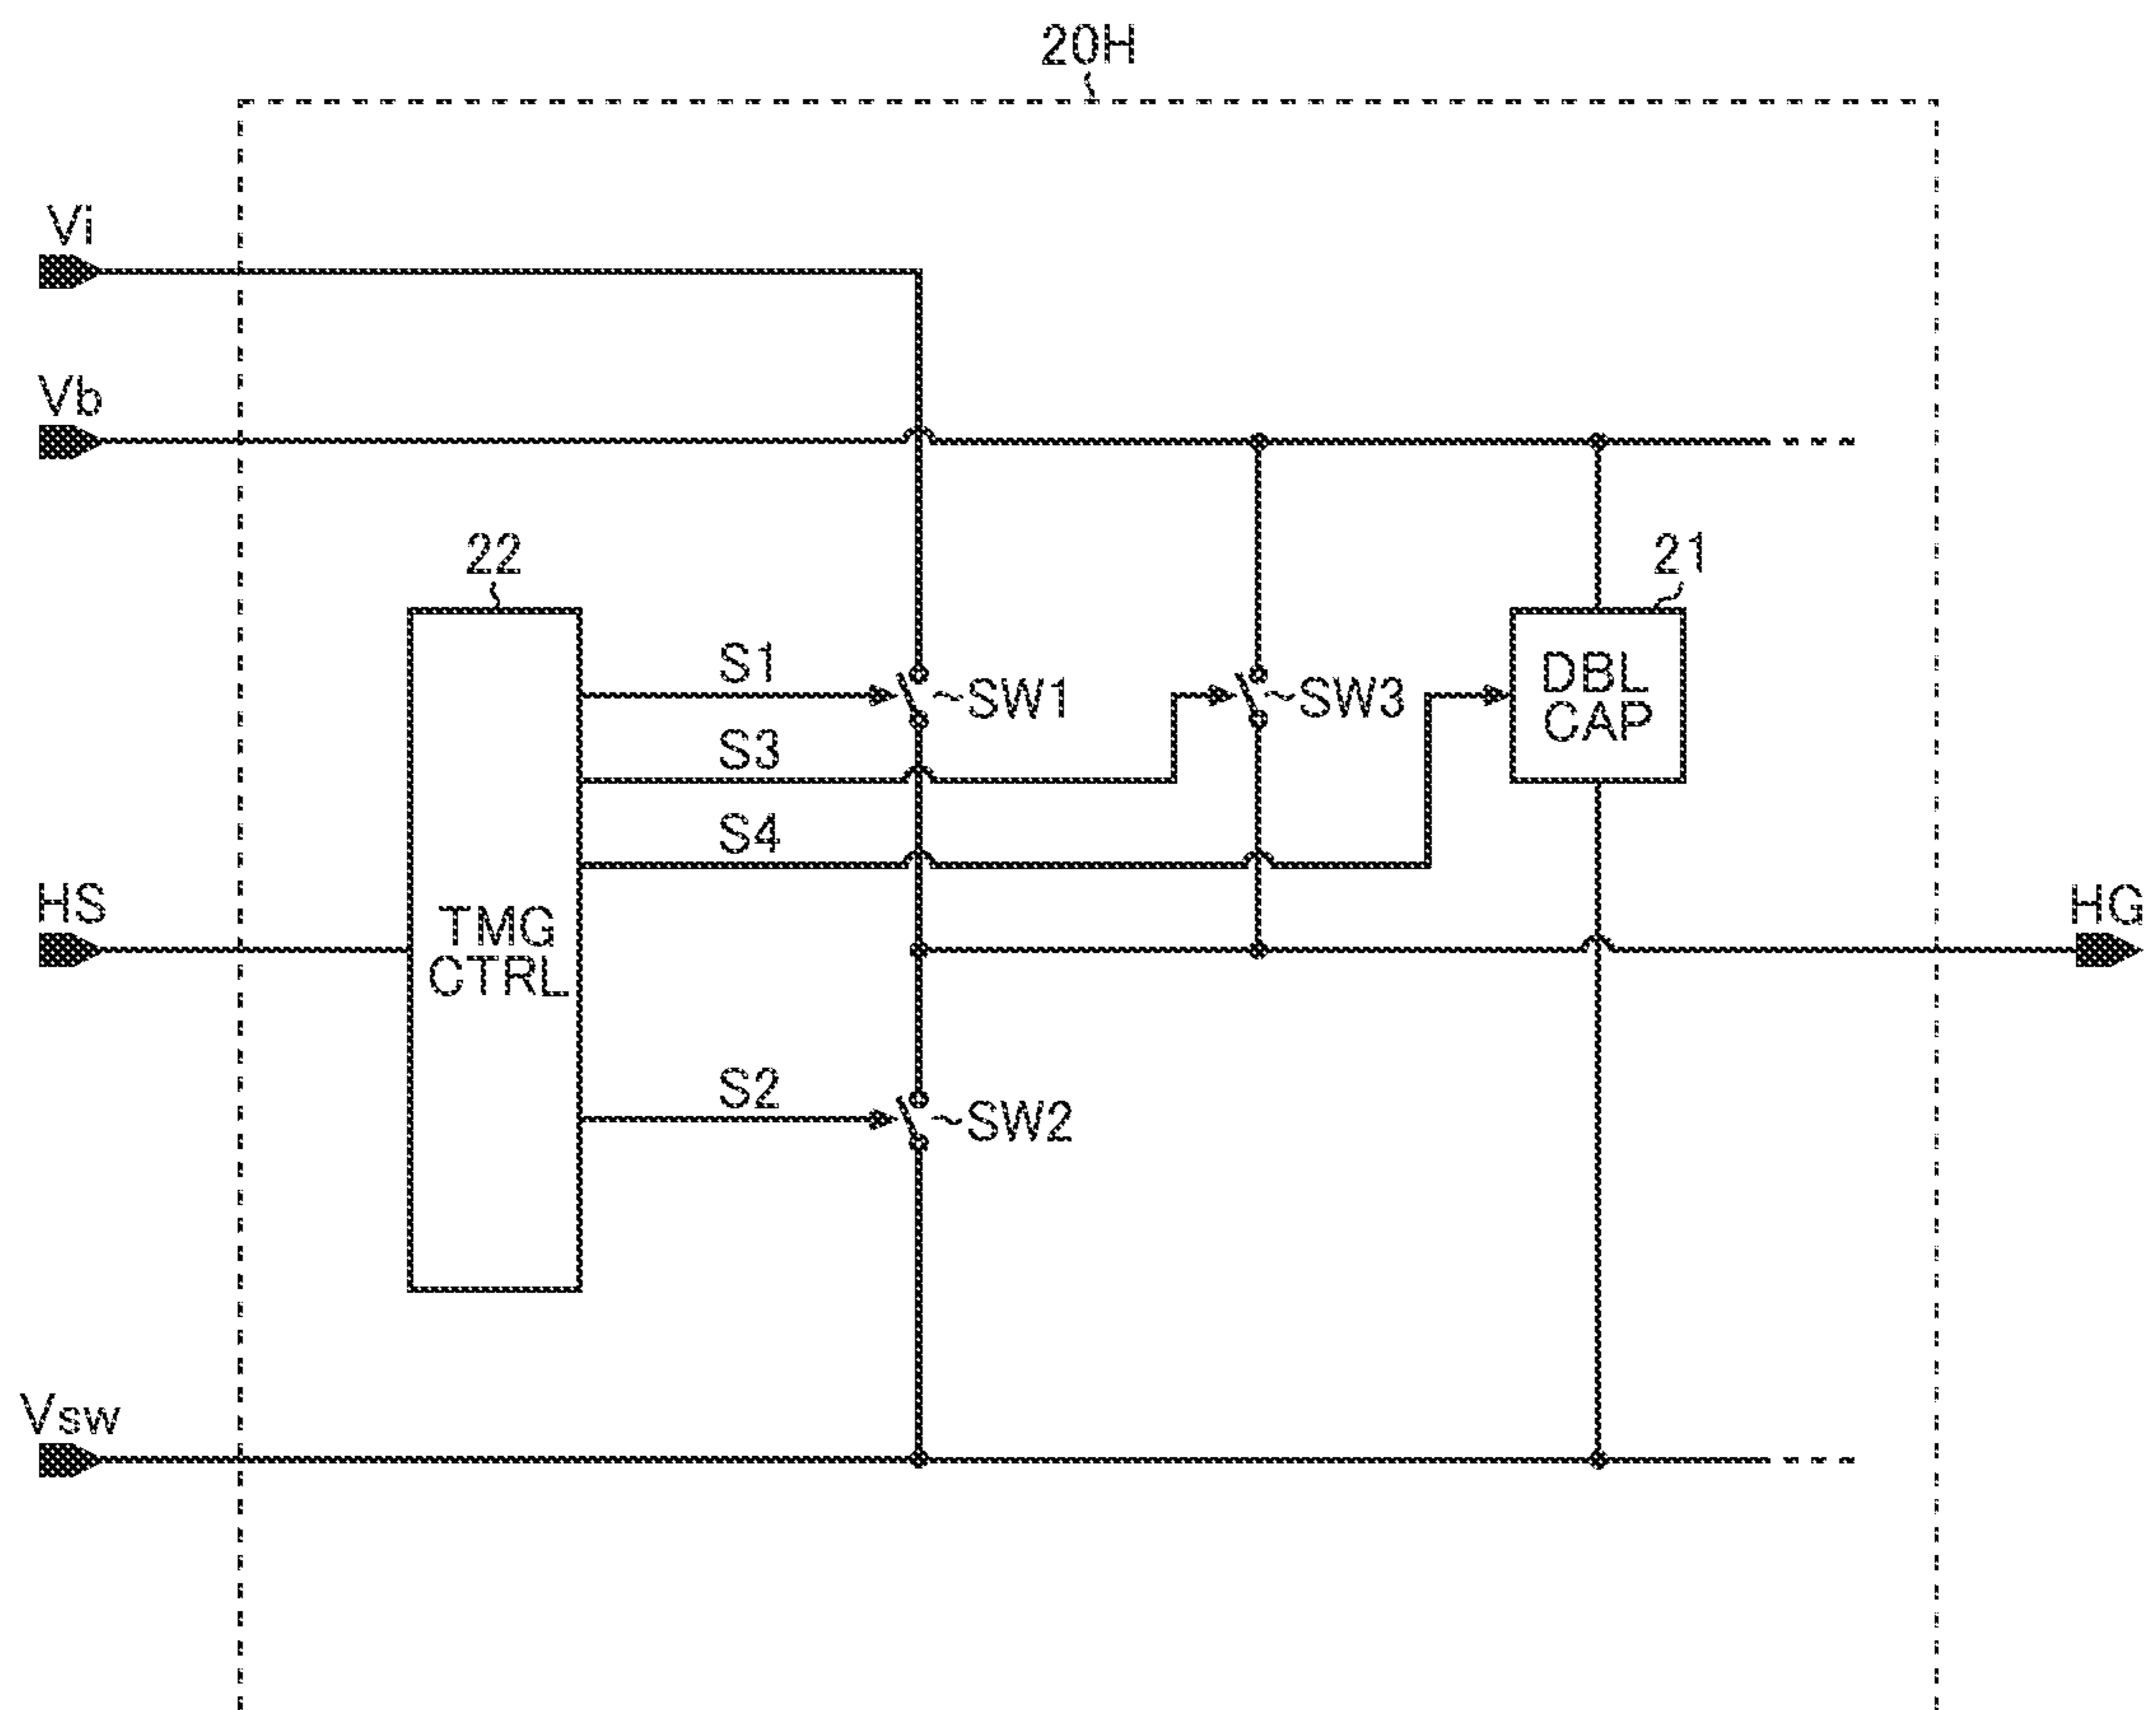 20H
Vi
Vb
22
21
S1
SW1
SW3
DBL
CAP
S3
S4
HS
TMG
CTRL
HG
S2
SW2
Vsw